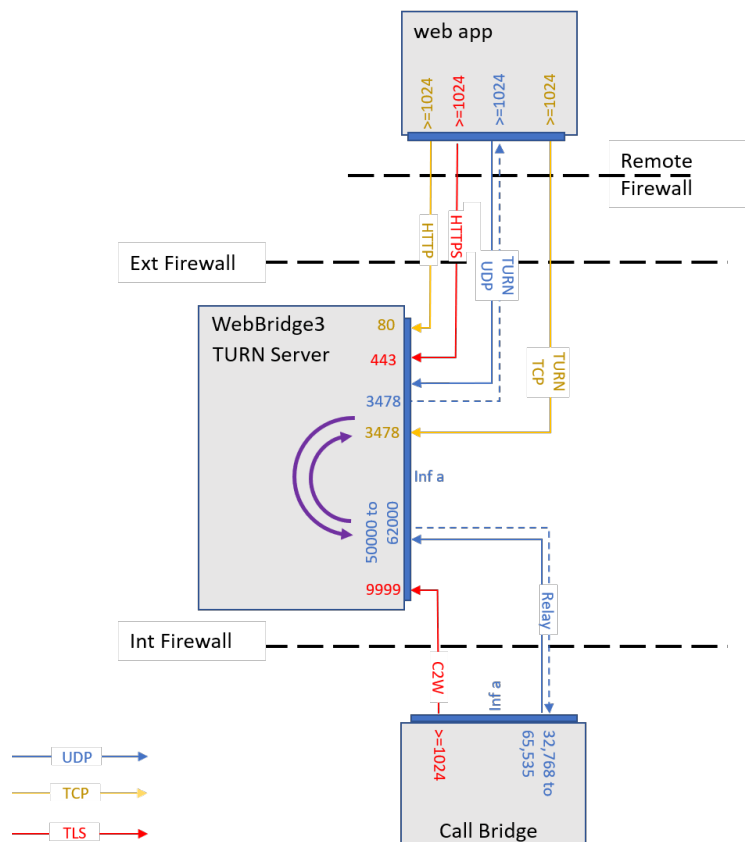 web app
>=1024
>=1024
>=1024
>=1024
Remote
Firewall
HTTP
HTTPS
TURN
UDP
Ext Firewall
WebBridge3
TURN Server
80
443
3478
3478
TURN
TCP
Inf a
50000 to
62000
9999
Relay
Int Firewall
C2W
Inf a
>=1024
32,768 to
65,535
UDP
TCP
TLS
Call Bridge